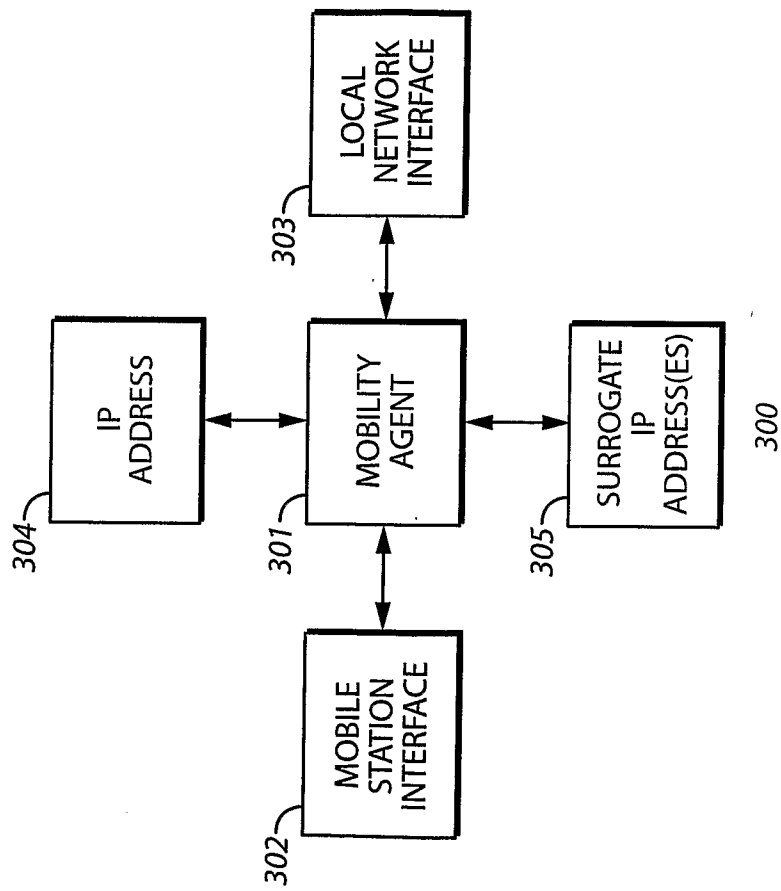 304
IP
ADDRESS
302
MOBILE
STATION
INTERFACE
301
MOBILITY
AGENT
303
LOCAL
NETWORK
INTERFACE
305
SURROGATE
IP
ADDRESS(ES)
300